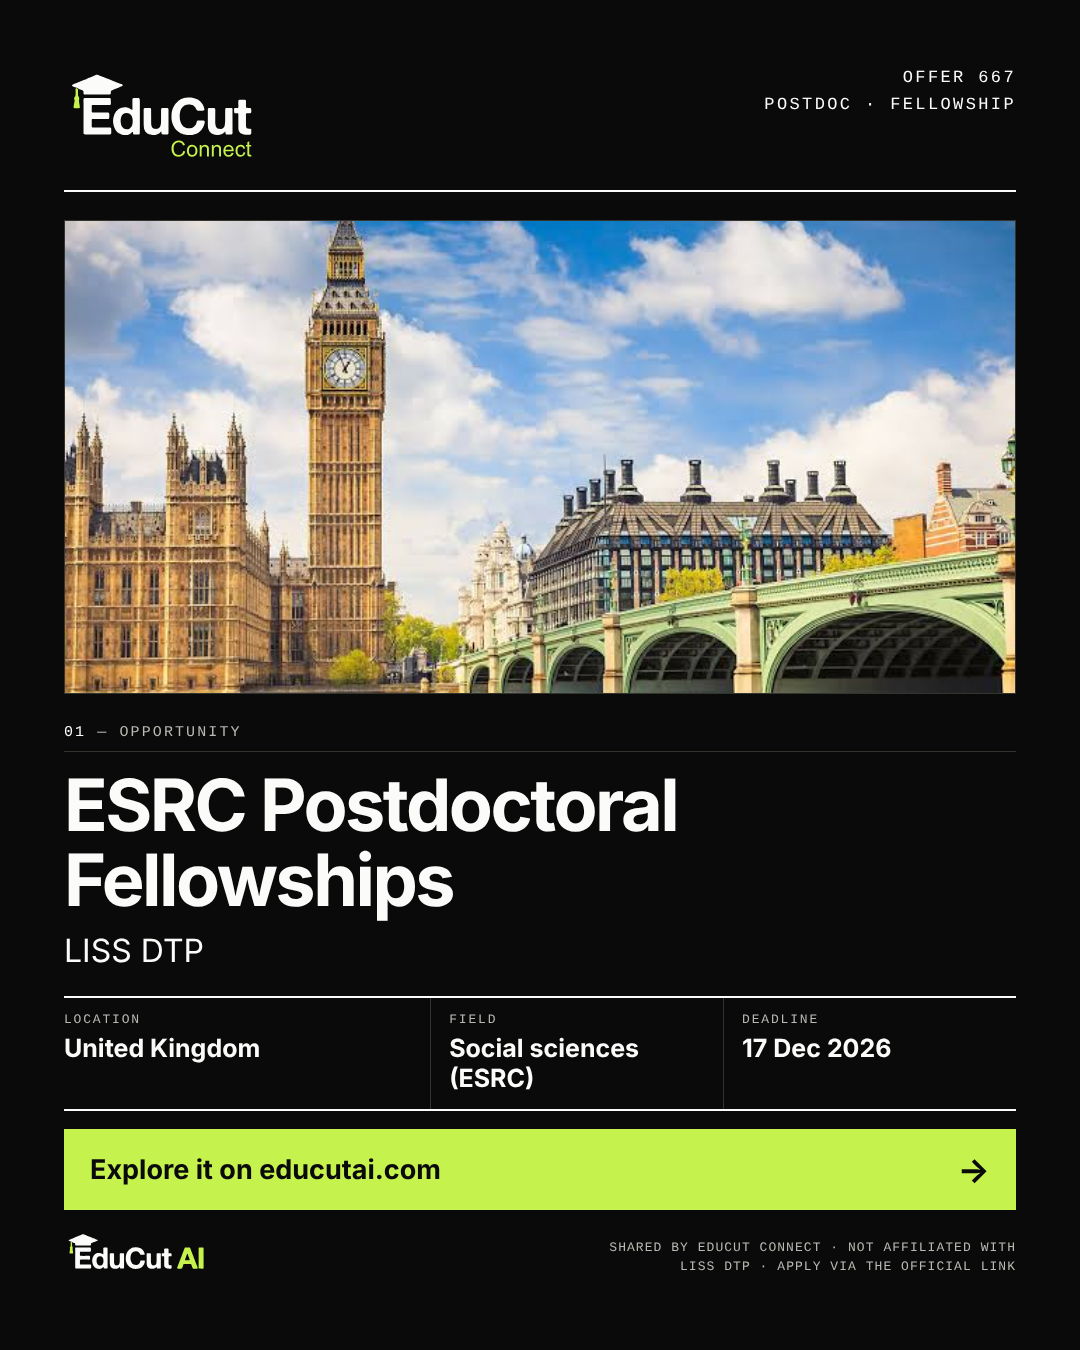 EduCut
Connect
OFFER 667
POSTDOC · FELLOWSHIP
01 — OPPORTUNITY
ESRC Postdoctoral
Fellowships
LISS DTP
LOCATION
United Kingdom
FIELD
Social sciences
(ESRC)
DEADLINE
17 Dec 2026
Explore it on educutai.com →
EduCut AI
SHARED BY EDUCUT CONNECT · NOT AFFILIATED WITH
LISS DTP · APPLY VIA THE OFFICIAL LINK